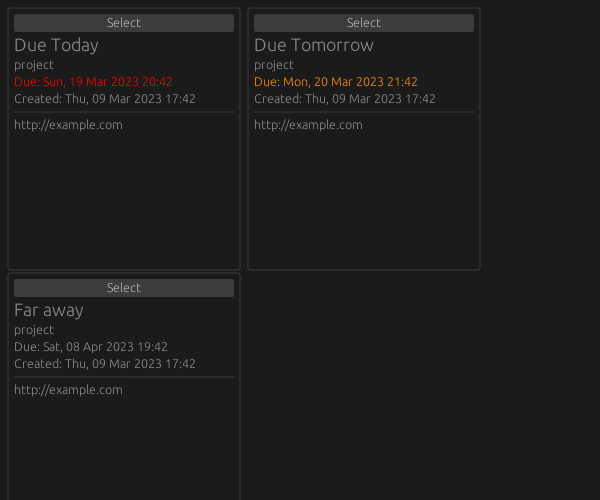 Select
Due Today
project
Due: Sun, 19 Mar 2023 20:42
Created: Thu, 09 Mar 2023 17:42
http://example.com
Select
Due Tomorrow
project
Due: Mon, 20 Mar 2023 21:42
Created: Thu, 09 Mar 2023 17:42
http://example.com
Select
Far away
project
Due: Sat, 08 Apr 2023 19:42
Created: Thu, 09 Mar 2023 17:42
http://example.com